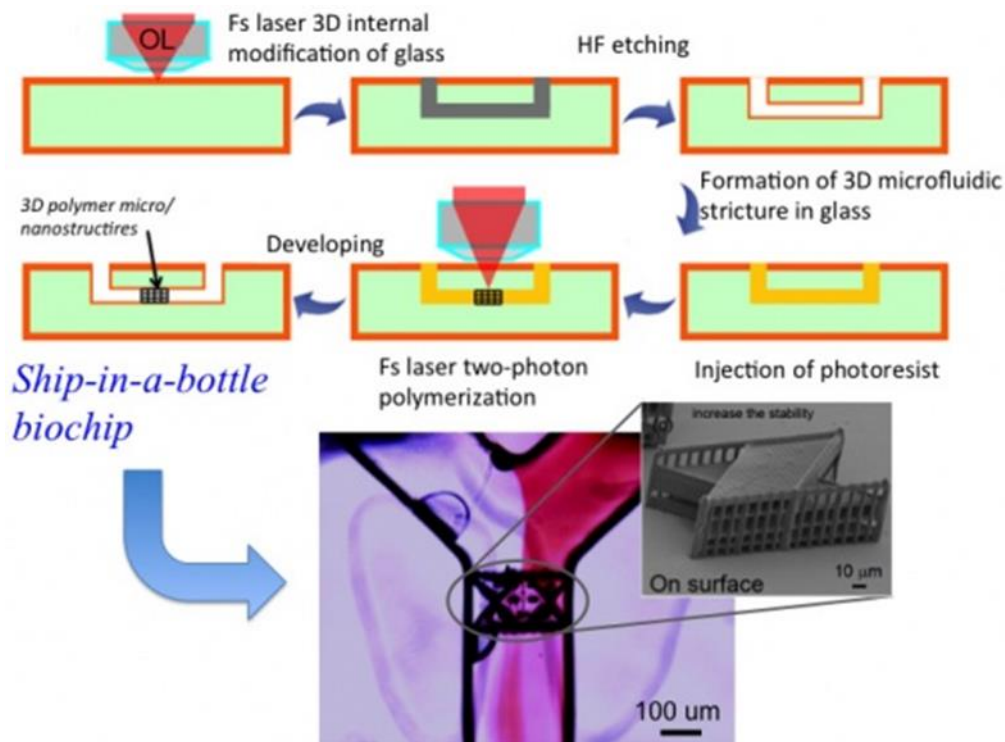 OL
Fs laser 3D internal
modification of glass
HF etching
Formation of 3D microfluidic
stricture in glass
3D polymer micro/
nanostructires
Developing
Fs laser two-photon
polymerization
Injection of photoresist
Ship-in-a-bottle
biochip
increase the stability
On surface
10 μm
100 um